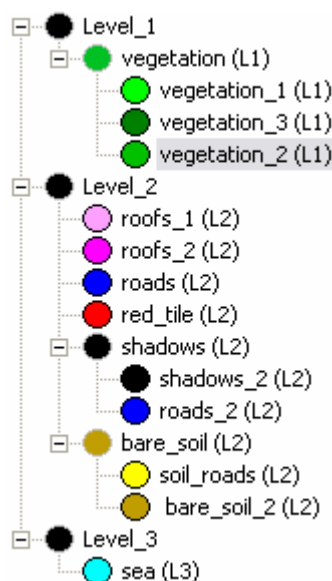 Level_1
vegetation (L1)
vegetation_1 (L1)
vegetation_3 (L1)
vegetation_2 (L1)
Level_2
roofs_1 (L2)
roofs_2 (L2)
roads (L2)
red_tile (L2)
shadows (L2)
shadows_2 (L2)
roads_2 (L2)
bare_soil (L2)
soil_roads (L2)
bare_soil_2 (L2)
Level_3
sea (L3)